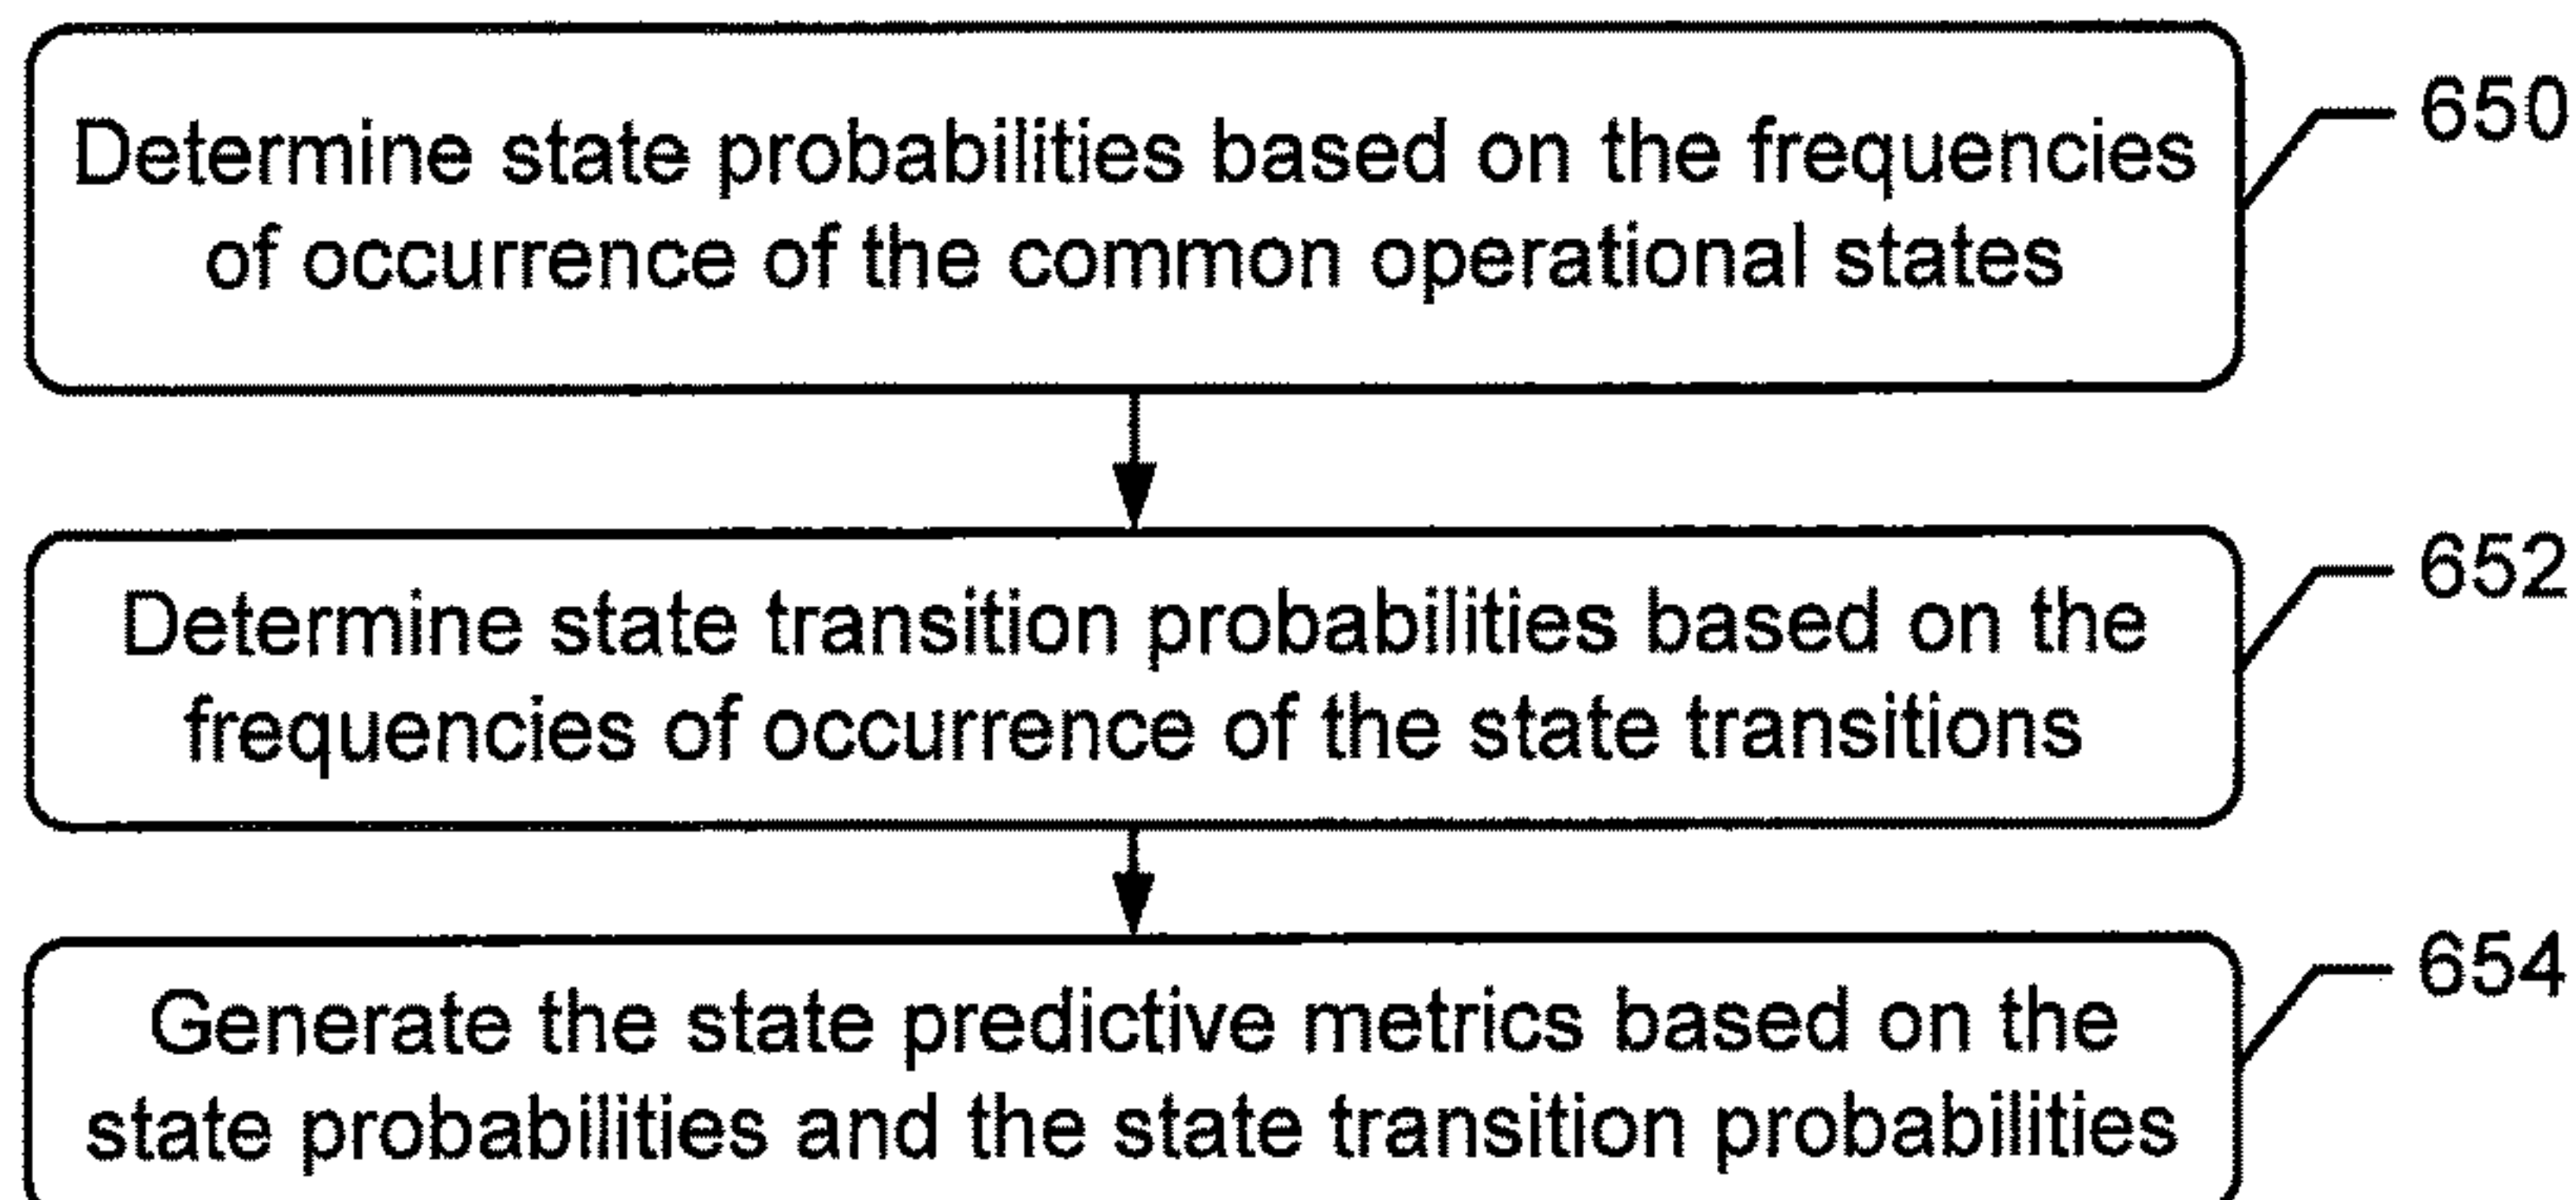 Determine state probabilities based on the frequencies
of occurrence of the common operational states
650
Determine state transition probabilities based on the
frequencies of occurrence of the state transitions
652
Generate the state predictive metrics based on the
state probabilities and the state transition probabilities
654